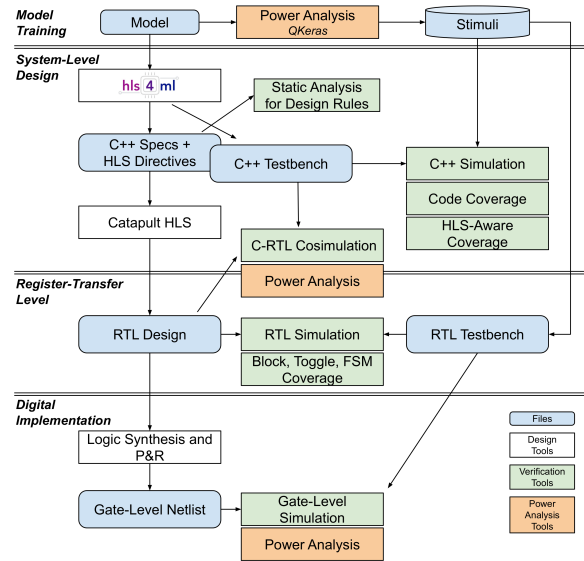 Model
Training
Model
Power Analysis
QKeras
Stimuli
System-Level
Design
hls 4 ml
Static Analysis
for Design Rules
C++ Specs +
HLS Directives
C++ Testbench
C++ Simulation
Code Coverage
HLS-Aware
Coverage
Catapult HLS
C-RTL Cosimulation
Power Analysis
Register-Transfer
Level
RTL Design
RTL Simulation
RTL Testbench
Block, Toggle, FSM
Coverage
Digital
Implementation
Logic Synthesis and
P&R
Gate-Level Netlist
Gate-Level
Simulation
Power Analysis
Files
Design
Tools
Verification
Tools
Power
Analysis Tools